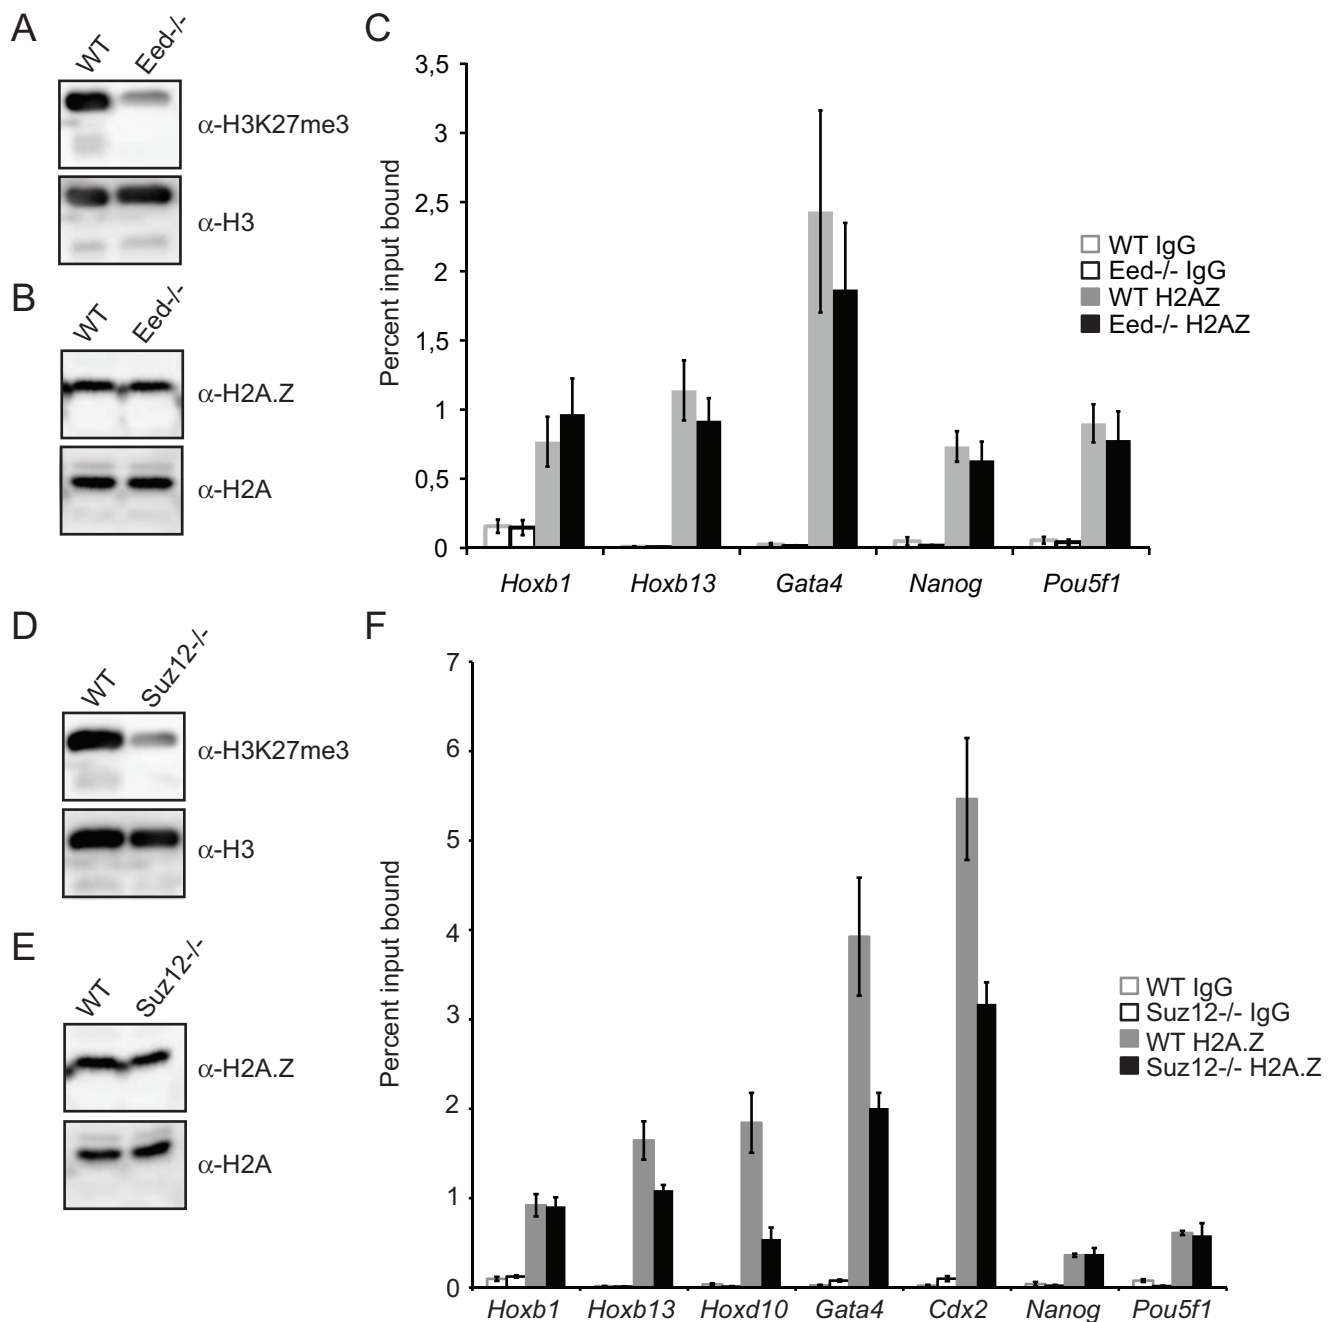 A
WT
Eed-/-
α-H3K27me3
α-H3
B
WT
Eed-/-
α-H2A.Z
α-H2A
C
Percent input bound
3,5
3
2,5
2
1,5
1
0,5
0
Hoxb1 Hoxb13 Gata4 Nanog Pou5f1
WT IgG
Eed-/- IgG
WT H2AZ
Eed-/- H2AZ
D
WT
Suz12-/-
α-H3K27me3
α-H3
E
WT
Suz12-/-
α-H2A.Z
α-H2A
F
Percent input bound
7
6
5
4
3
2
1
0
Hoxb1 Hoxb13 Hoxd10 Gata4 Cdx2 Nanog Pou5f1
WT IgG
Suz12-/- IgG
WT H2A.Z
Suz12-/- H2A.Z